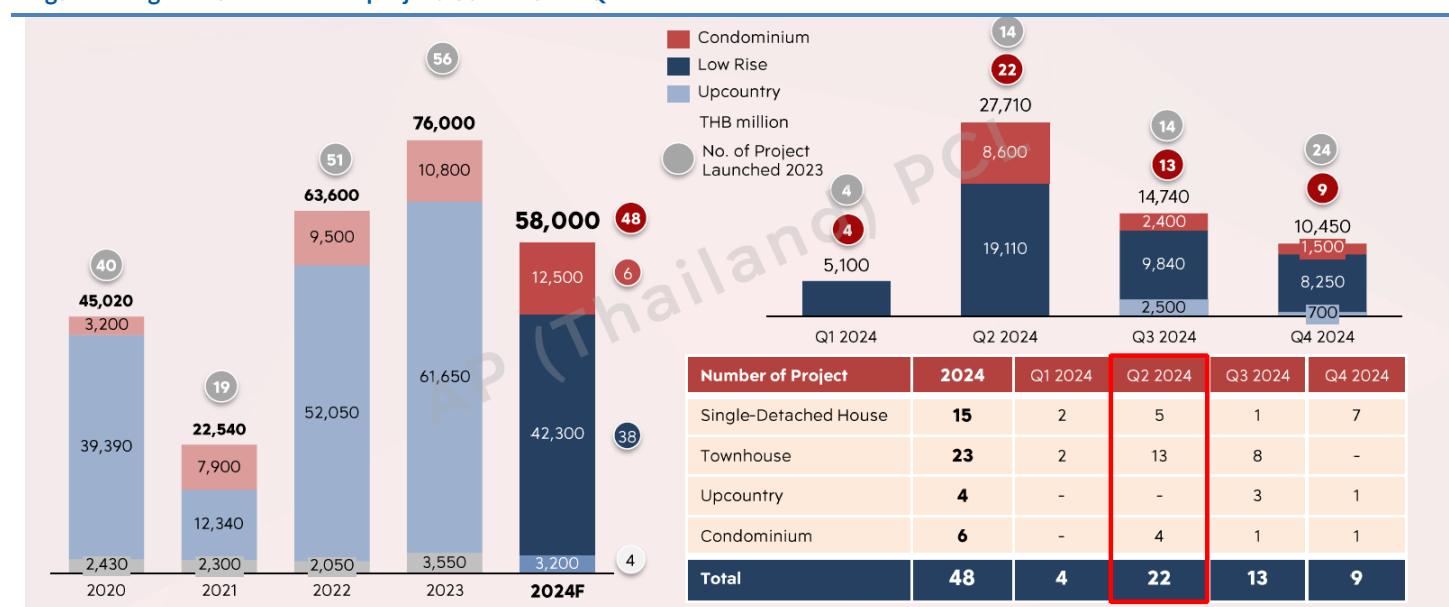 56
76,000
10,800
61,650
3,550
51
63,600
9,500
52,050
2,050
40
45,020
3,200
39,390
2,430
19
22,540
7,900
12,340
2,300
58,000
48
12,500
6
42,300
38
3,200
4
2020
2021
2022
2023
2024F
Condominium
Low Rise
Upcountry
THB million
No. of Project
Launched 2023
4
4
5,100
14
22
27,710
8,600
19,110
14
13
14,740
2,400
9,840
2,500
24
9
10,450
1,500
8,250
700
Q1 2024
Q2 2024
Q3 2024
Q4 2024
AP (Thailand) PCL
Number of Project 2024 Q1 2024 Q2 2024 Q3 2024 Q4 2024
Single-Detached House 15 2 5 1 7
Townhouse 23 2 13 8 -
Upcountry 4 - - 3 1
Condominium 6 - 4 1 1
Total 48 4 22 13 9